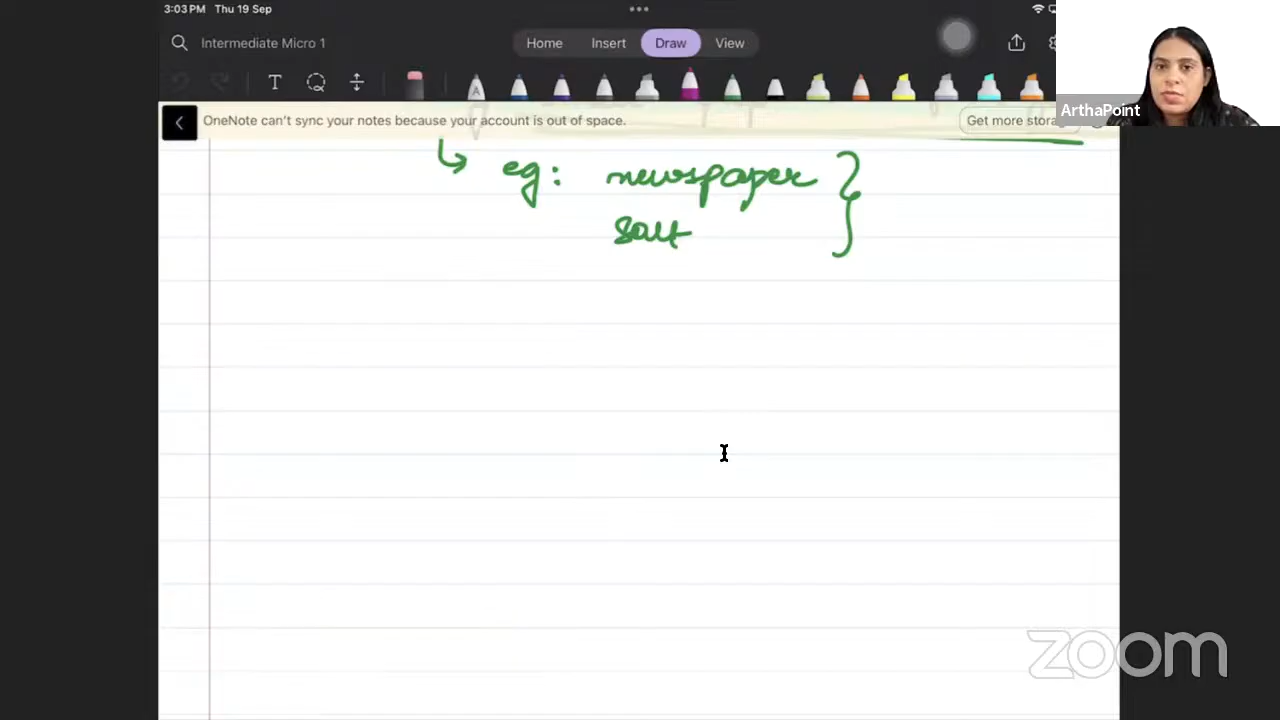 3:03 PM Thu 19 Sep
Intermediate Micro 1
Home Insert Draw View
T
A
ArthaPoint
OneNote can't sync your notes because your account is out of space.
Get more stora
eg: newspaper
salt
zoom